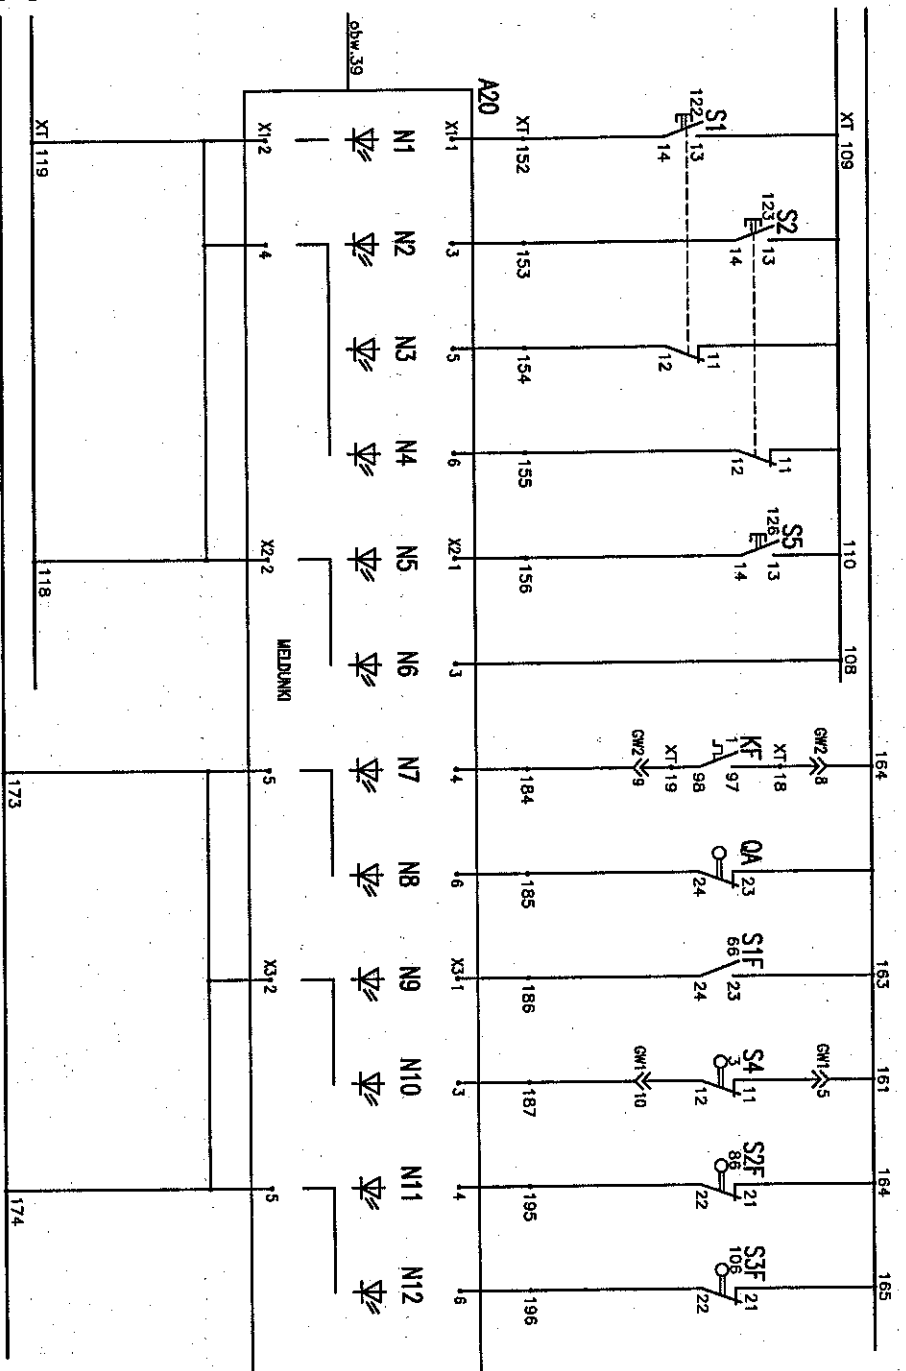 XT 109
110
108
164
163
161
164
165
S1
122
13
14
S2
123
13
14
11
12
11
12
S5
126
13
14
GW2 8
XT 18
KF
1
97
98
XT 19
GW2 9
QA
23
24
S1F
66
23
24
GW1 5
S4
3
11
12
GW1 10
S2F
86
21
22
S3F
106
21
22
XT 152
153
154
155
156
184
185
186
187
195
196
A20
obw.39
X1 1
3
5
6
X2 1
3
4
6
X3 1
3
4
6
N1
N2
N3
N4
N5
N6
N7
N8
N9
N10
N11
N12
MELDUNKI
X1 2
4
X2 2
5
X3 2
5
XT 119
118
173
174